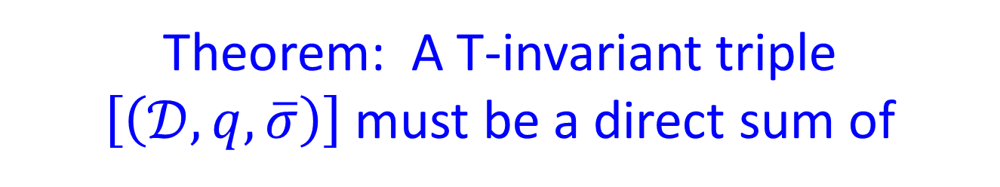 Theorem: A T-invariant triple
[(𝒟, q, σ̄)] must be a direct sum of